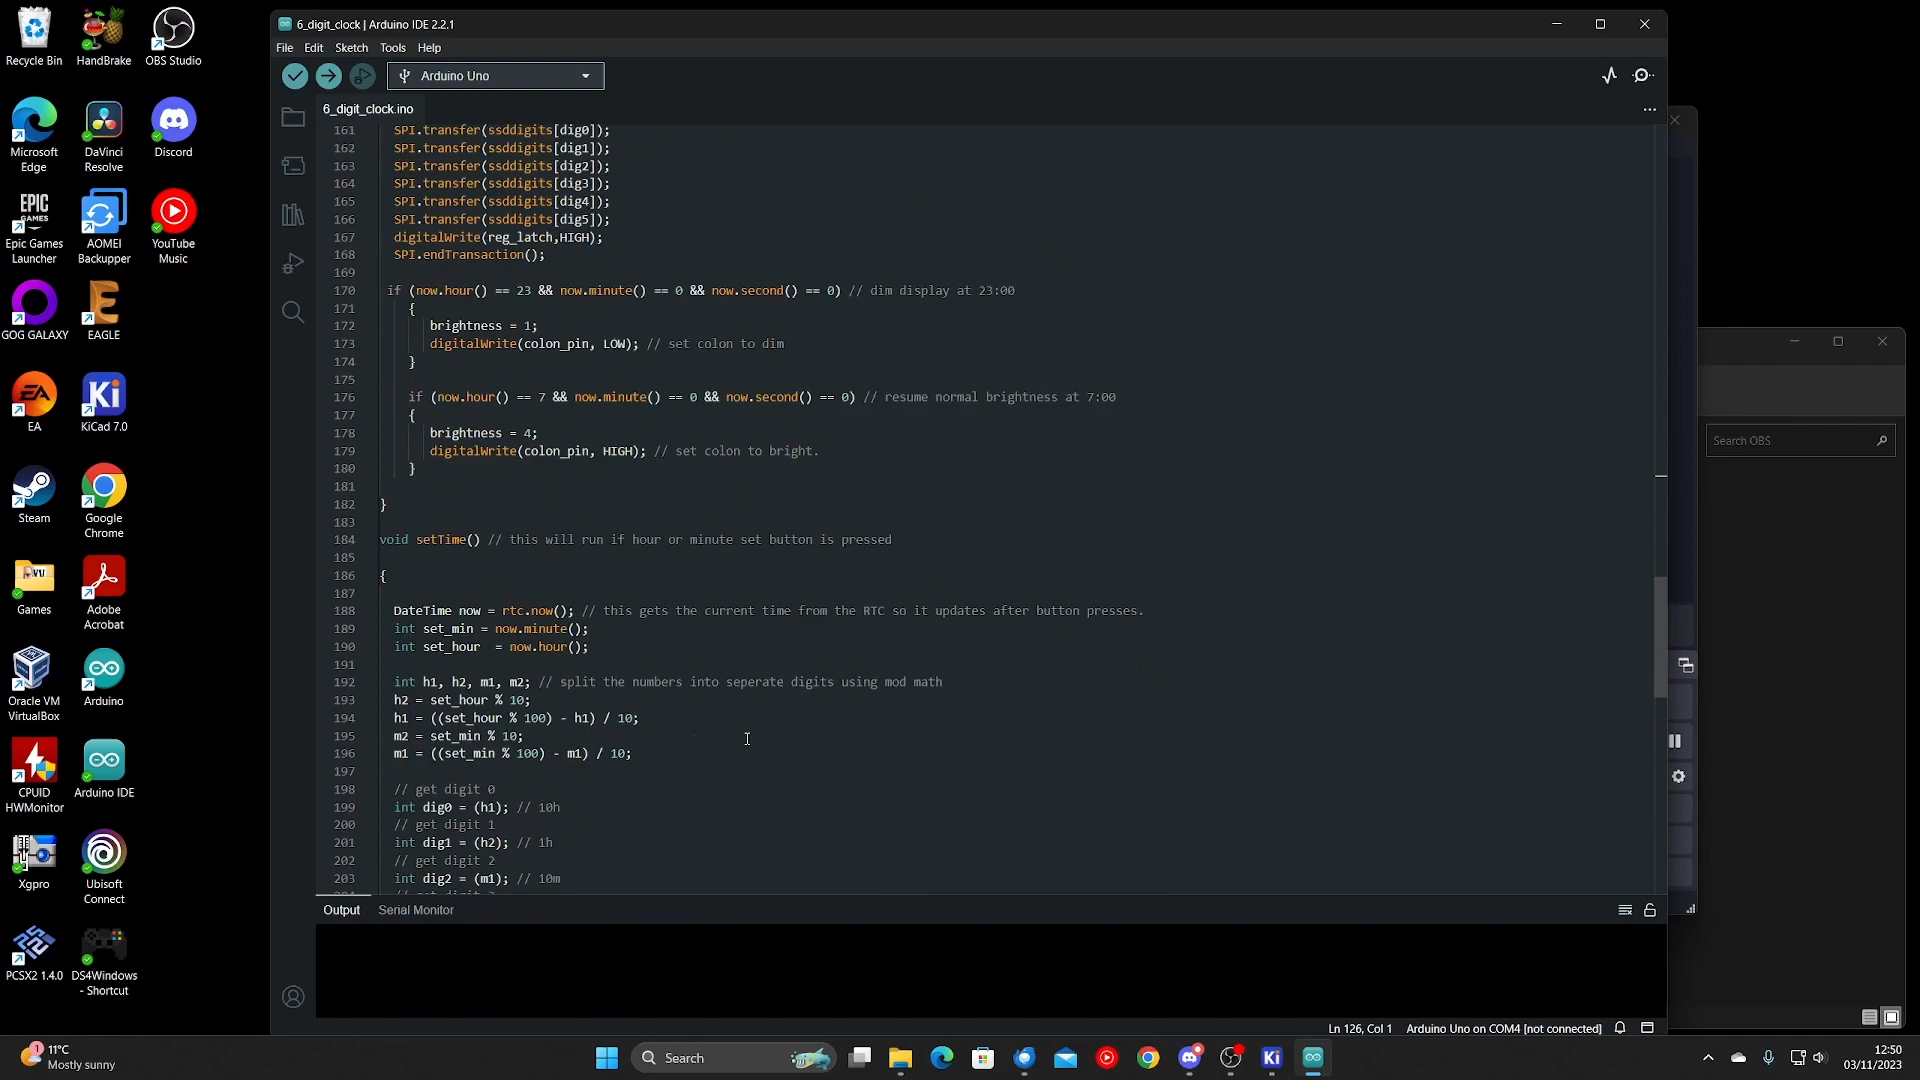 Recycle Bin
HandBrake
OBS Studio
Microsoft Edge
DaVinci Resolve
Discord
EPIC GAMES
Epic Games Launcher
AOMEI Backupper
YouTube Music
GOG GALAXY
EAGLE
EA
KiCad 7.0
Steam
Google Chrome
Games
Adobe Acrobat
Oracle VM VirtualBox
Arduino
CPUID HWMonitor
Arduino IDE
Xgpro
Ubisoft Connect
PCSX2 1.4.0
DS4Windows - Shortcut
6_digit_clock | Arduino IDE 2.2.1
File Edit Sketch Tools Help
Arduino Uno
6_digit_clock.ino
161 SPI.transfer(ssddigits[dig0]);
162 SPI.transfer(ssddigits[dig1]);
163 SPI.transfer(ssddigits[dig2]);
164 SPI.transfer(ssddigits[dig3]);
165 SPI.transfer(ssddigits[dig4]);
166 SPI.transfer(ssddigits[dig5]);
167 digitalWrite(reg_latch,HIGH);
168 SPI.endTransaction();
169
170 if (now.hour() == 23 && now.minute() == 0 && now.second() == 0) // dim display at 23:00
171 {
172 brightness = 1;
173 digitalWrite(colon_pin, LOW); // set colon to dim
174 }
175
176 if (now.hour() == 7 && now.minute() == 0 && now.second() == 0) // resume normal brightness at 7:00
177 {
178 brightness = 4;
179 digitalWrite(colon_pin, HIGH); // set colon to bright.
180 }
181
182 }
183
184 void setTime() // this will run if hour or minute set button is pressed
185
186 {
187
188 DateTime now = rtc.now(); // this gets the current time from the RTC so it updates after button presses.
189 int set_min = now.minute();
190 int set_hour = now.hour();
191
192 int h1, h2, m1, m2; // split the numbers into seperate digits using mod math
193 h2 = set_hour % 10;
194 h1 = ((set_hour % 100) - h1) / 10;
195 m2 = set_min % 10;
196 m1 = ((set_min % 100) - m1) / 10;
197
198 // get digit 0
199 int dig0 = (h1); // 10h
200 // get digit 1
201 int dig1 = (h2); // 1h
202 // get digit 2
203 int dig2 = (m1); // 10m
Output Serial Monitor
Ln 126, Col 1 Arduino Uno on COM4 [not connected]
Search OBS
1
11°C
Mostly sunny
Search
12:50
03/11/2023